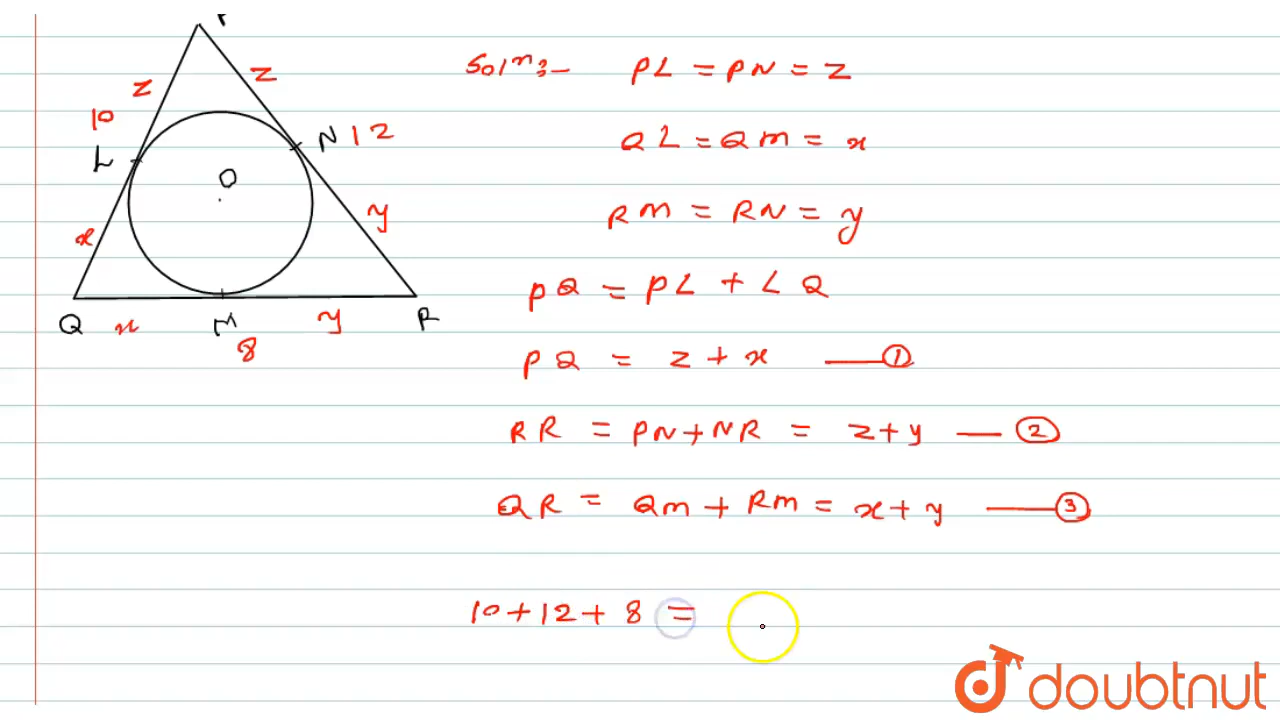 P
z
z
10
N 12
L
O
x
y
Q
x
M
y
R
8
Solⁿ:-
PL = PN = z
QL = QM = x
RM = RN = y
PQ = PL + LQ
PQ = z + x —— ①
RR = PN + NR = z + y —— ②
QR = QM + RM = x + y —— ③
10 + 12 + 8 =
doubtnut